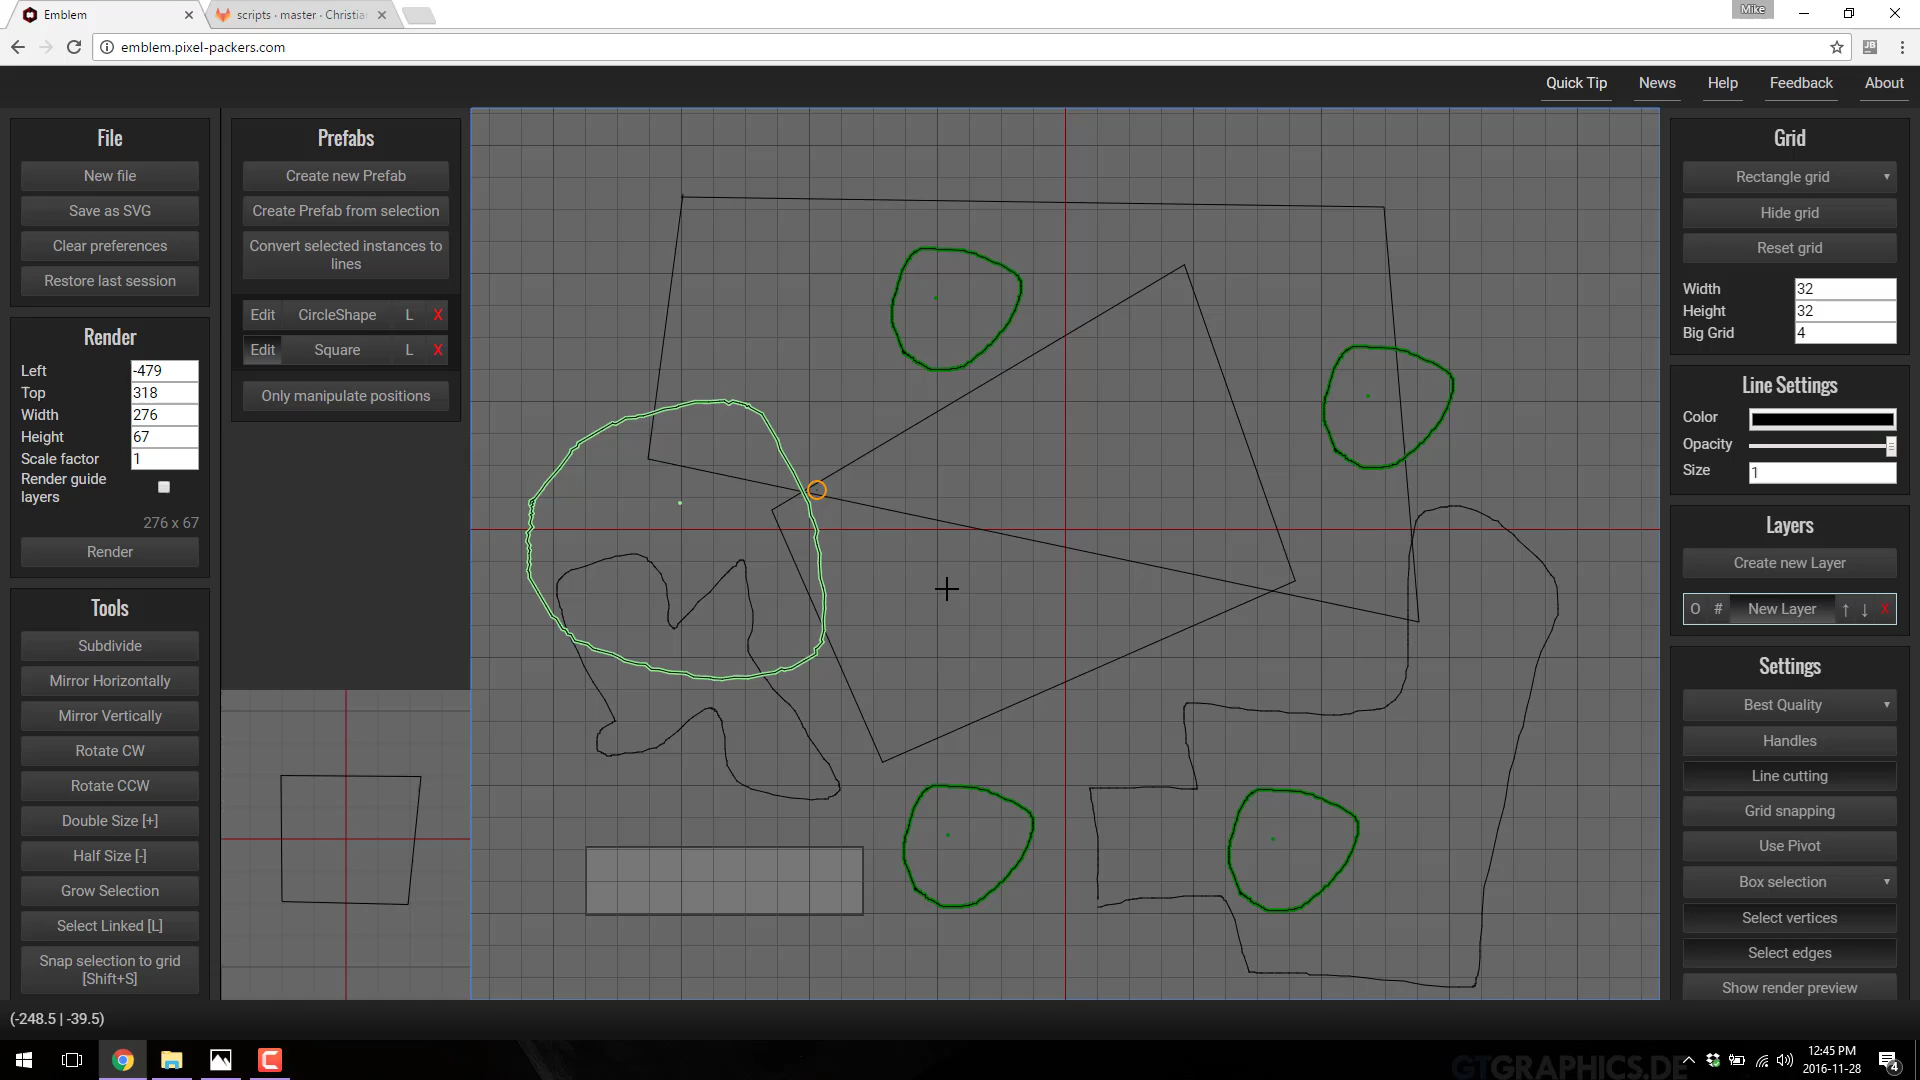 Emblem
scripts · master · Christian
Mike
emblem.pixel-packers.com
JB
Quick Tip
News
Help
Feedback
About
File
New file
Save as SVG
Clear preferences
Restore last session
Render
Left
-479
Top
318
Width
276
Height
67
Scale factor
1
Render guide
layers
276 x 67
Render
Tools
Subdivide
Mirror Horizontally
Mirror Vertically
Rotate CW
Rotate CCW
Double Size [+]
Half Size [-]
Grow Selection
Select Linked [L]
Snap selection to grid
[Shift+S]
Prefabs
Create new Prefab
Create Prefab from selection
Convert selected instances to
lines
Edit CircleShape L X
Edit Square L X
Only manipulate positions
Grid
Rectangle grid
Hide grid
Reset grid
Width
32
Height
32
Big Grid
4
Line Settings
Color
Opacity
Size
1
Layers
Create new Layer
O # New Layer ↑ ↓ X
Settings
Best Quality
Handles
Line cutting
Grid snapping
Use Pivot
Box selection
Select vertices
Select edges
Show render preview
(-248.5 | -39.5)
GTGRAPHICS.DE
12:45 PM
2016-11-28
4